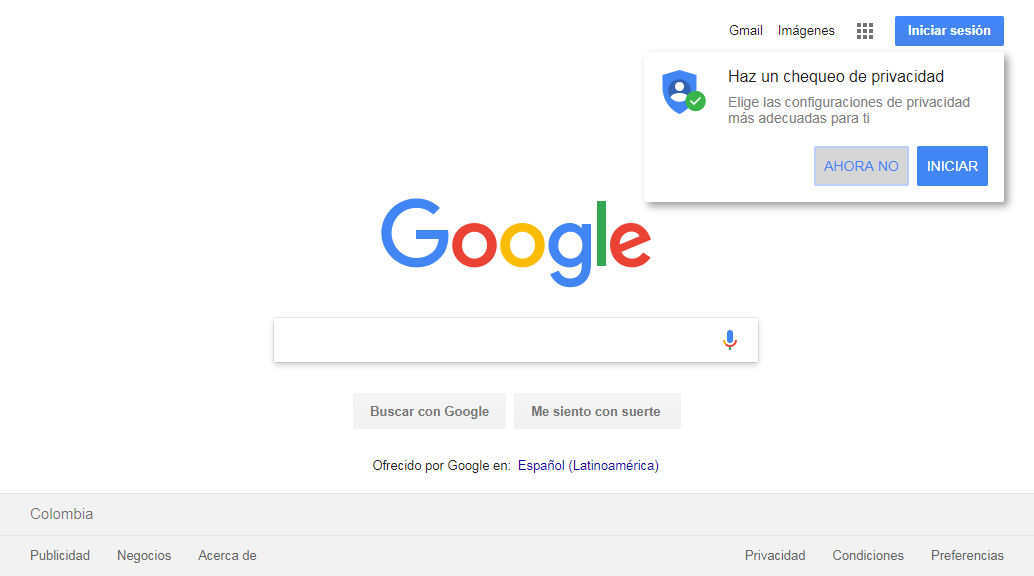 Gmail Imágenes Iniciar sesión
Haz un chequeo de privacidad
Elige las configuraciones de privacidad
más adecuadas para ti
AHORA NO INICIAR
Google
Buscar con Google Me siento con suerte
Ofrecido por Google en: Español (Latinoamérica)
Colombia
Publicidad Negocios Acerca de Privacidad Condiciones Preferencias